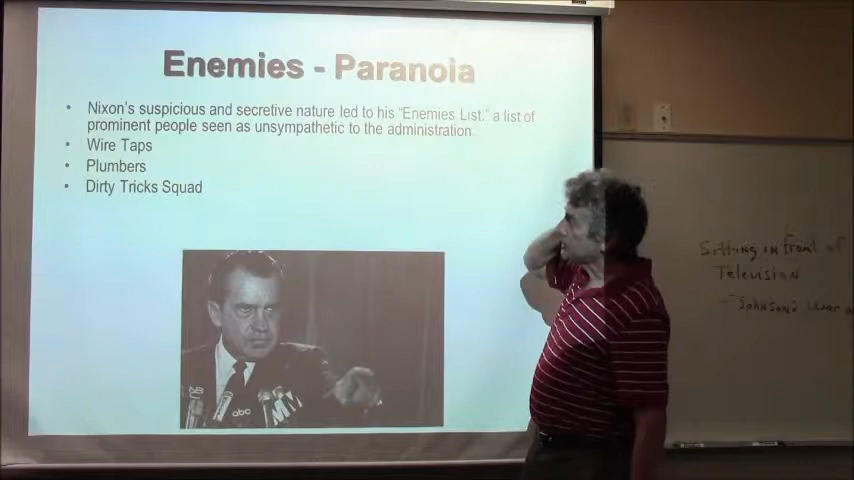 Enemies - Paranoia
• Nixon's suspicious and secretive nature led to his "Enemies List." a list of
prominent people seen as unsympathetic to the administration.
• Wire Taps
• Plumbers
• Dirty Tricks Squad
abc
Sitting in front of
Television
- Johnson's